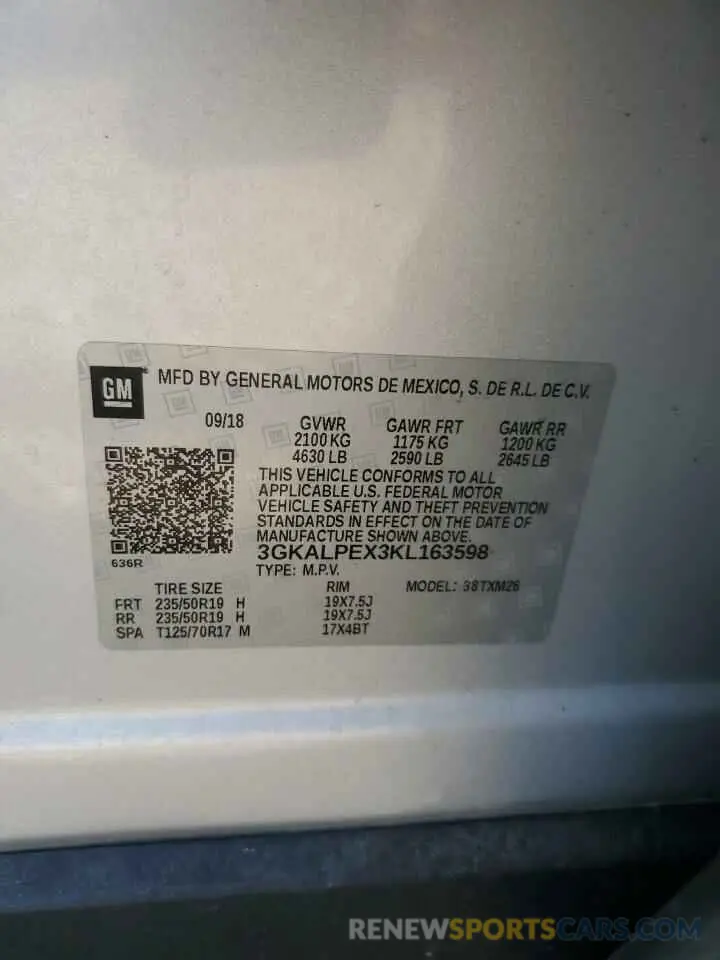 GM MFD BY GENERAL MOTORS DE MEXICO, S. DE R.L. DE C.V.
09/18 GVWR GAWR FRT GAWR RR
2100 KG 1175 KG 1200 KG
4630 LB 2590 LB 2645 LB
THIS VEHICLE CONFORMS TO ALL
APPLICABLE U.S. FEDERAL MOTOR
VEHICLE SAFETY AND THEFT PREVENTION
STANDARDS IN EFFECT ON THE DATE OF
MANUFACTURE SHOWN ABOVE.
3GKALPEX3KL163598
636R
TYPE: M.P.V.
TIRE SIZE RIM MODEL: 38TXM26
FRT 235/50R19 H 19X7.5J
RR 235/50R19 H 19X7.5J
SPA T125/70R17 M 17X4BT
RENEWSPORTSCARS.COM